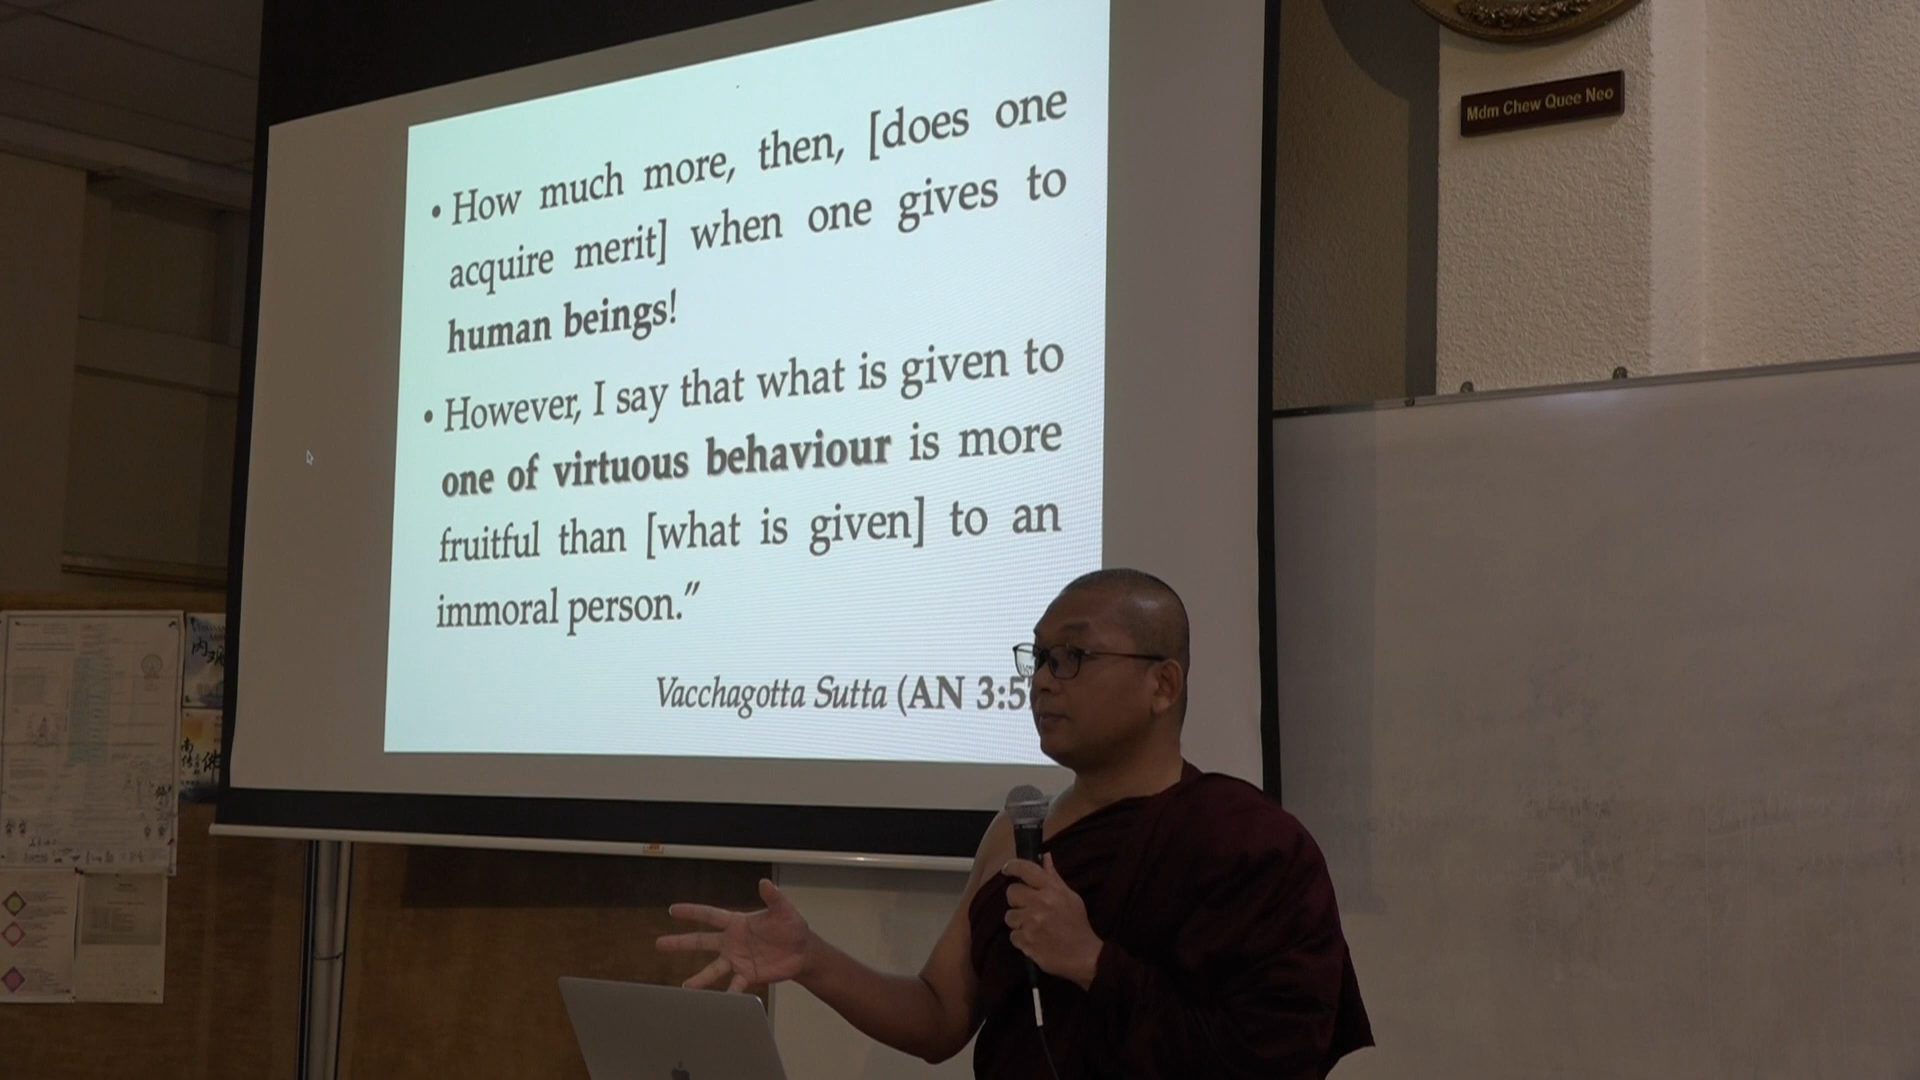 • How much more, then, [does one
acquire merit] when one gives to
human beings!
• However, I say that what is given to
one of virtuous behaviour is more
fruitful than [what is given] to an
immoral person.”
Vacchagotta Sutta (AN 3:5
Mdm Chew Quee Neo